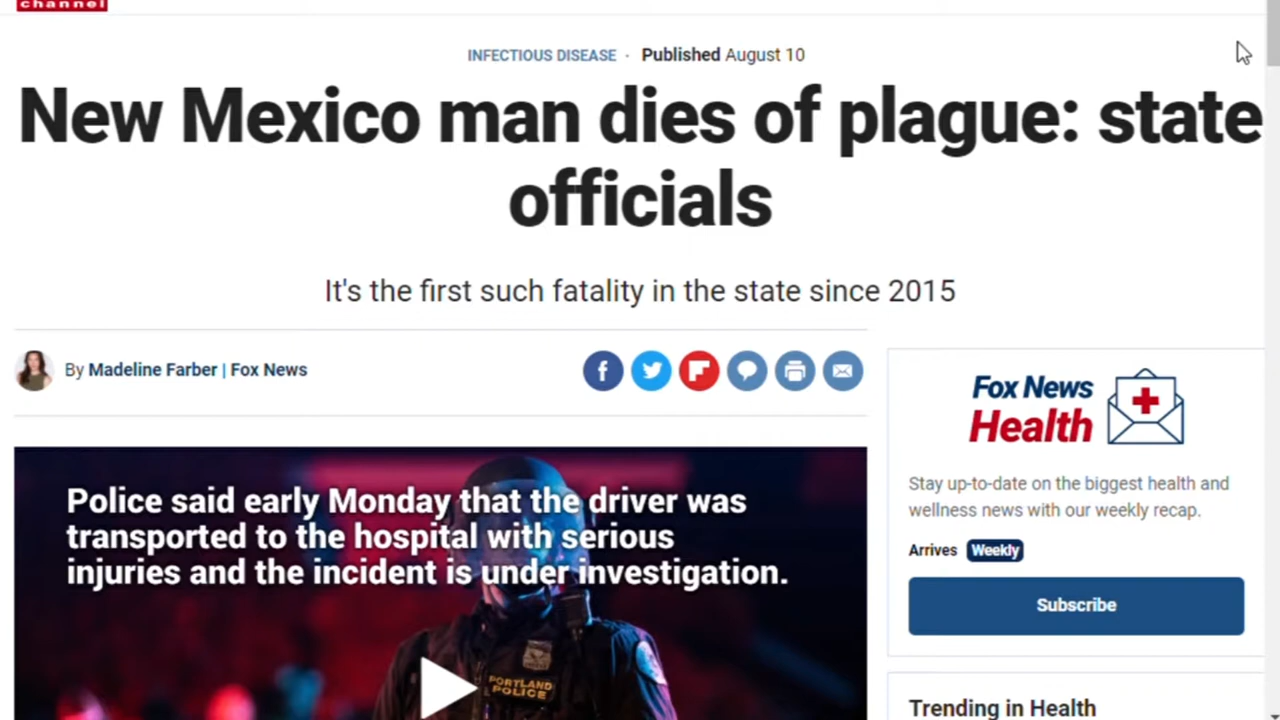 channel
INFECTIOUS DISEASE · Published August 10
New Mexico man dies of plague: state
officials
It's the first such fatality in the state since 2015
By Madeline Farber | Fox News
f
Fox News
Health
Stay up-to-date on the biggest health and
wellness news with our weekly recap.
Arrives Weekly
Subscribe
Police said early Monday that the driver was
transported to the hospital with serious
injuries and the incident is under investigation.
PORTLAND
POLICE
Trending in Health